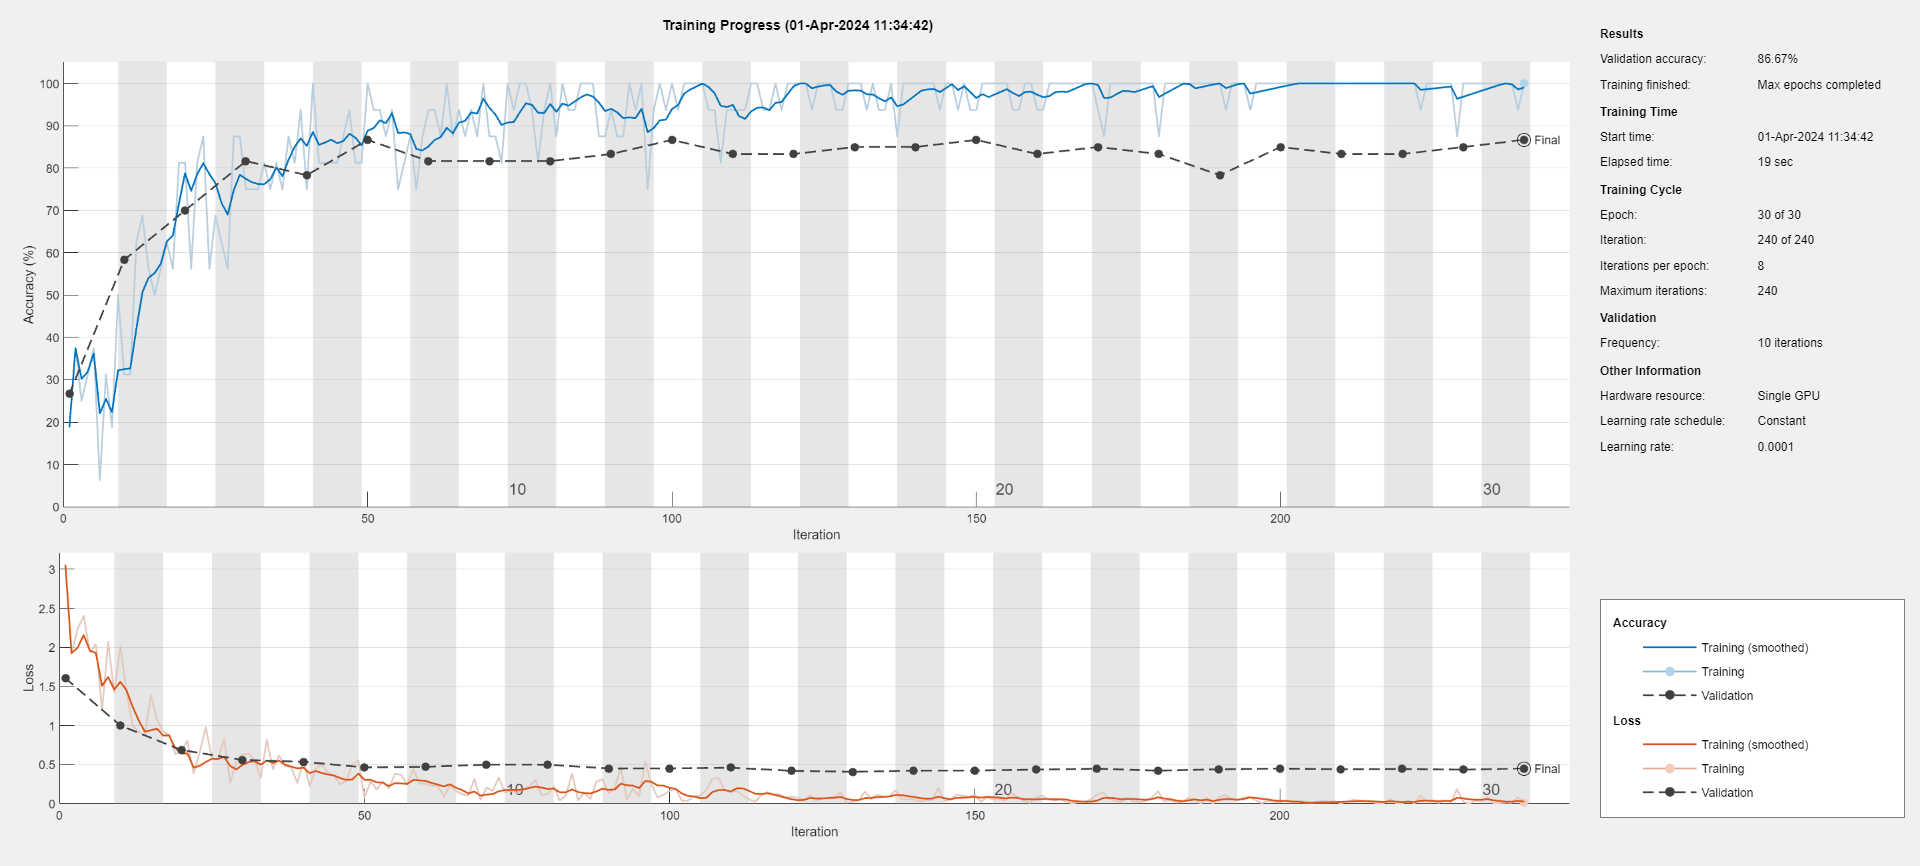 Training Progress (01-Apr-2024 11:34:42)
100
90
80
70
60
50
40
30
20
10
0
Accuracy (%)
Final
10
20
30
0
50
100
150
200
Iteration
3
2.5
2
1.5
1
0.5
0
Loss
Final
10
20
30
0
50
100
150
200
Iteration
Results
Validation accuracy: 86.67%
Training finished: Max epochs completed
Training Time
Start time: 01-Apr-2024 11:34:42
Elapsed time: 19 sec
Training Cycle
Epoch: 30 of 30
Iteration: 240 of 240
Iterations per epoch: 8
Maximum iterations: 240
Validation
Frequency: 10 iterations
Other Information
Hardware resource: Single GPU
Learning rate schedule: Constant
Learning rate: 0.0001
Accuracy
Training (smoothed)
Training
Validation
Loss
Training (smoothed)
Training
Validation